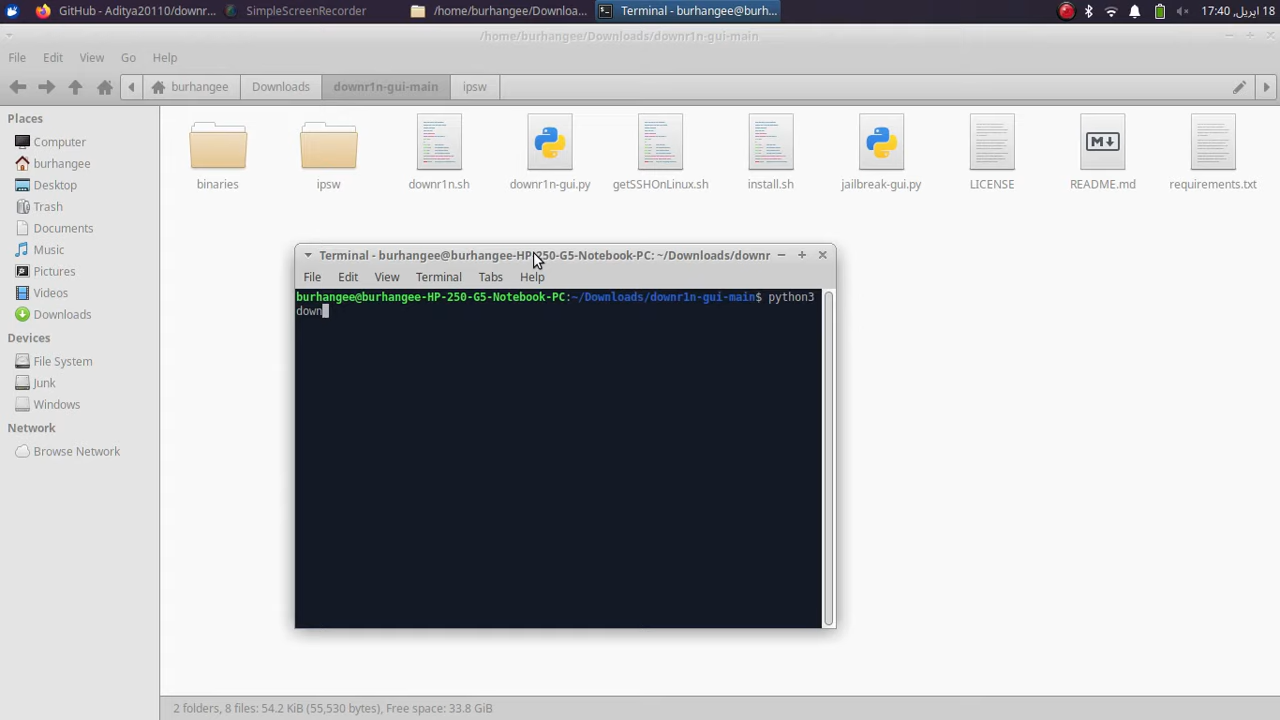 GitHub - Aditya20110/downr...
SimpleScreenRecorder
/home/burhangee/Downloa...
Terminal - burhangee@burh...
18 اپریل, 17:40
/home/burhangee/Downloads/downr1n-gui-main
File Edit View Go Help
burhangee Downloads downr1n-gui-main ipsw
Places
Computer
burhangee
Desktop
Trash
Documents
Music
Pictures
Videos
Downloads
Devices
File System
Junk
Windows
Network
Browse Network
binaries ipsw downr1n.sh downr1n-gui.py getSSHOnLinux.sh install.sh jailbreak-gui.py LICENSE README.md requirements.txt
Terminal - burhangee@burhangee-HP-250-G5-Notebook-PC: ~/Downloads/downr
File Edit View Terminal Tabs Help
burhangee@burhangee-HP-250-G5-Notebook-PC:~/Downloads/downr1n-gui-main$ python3
down
2 folders, 8 files: 54.2 KiB (55,530 bytes), Free space: 33.8 GiB